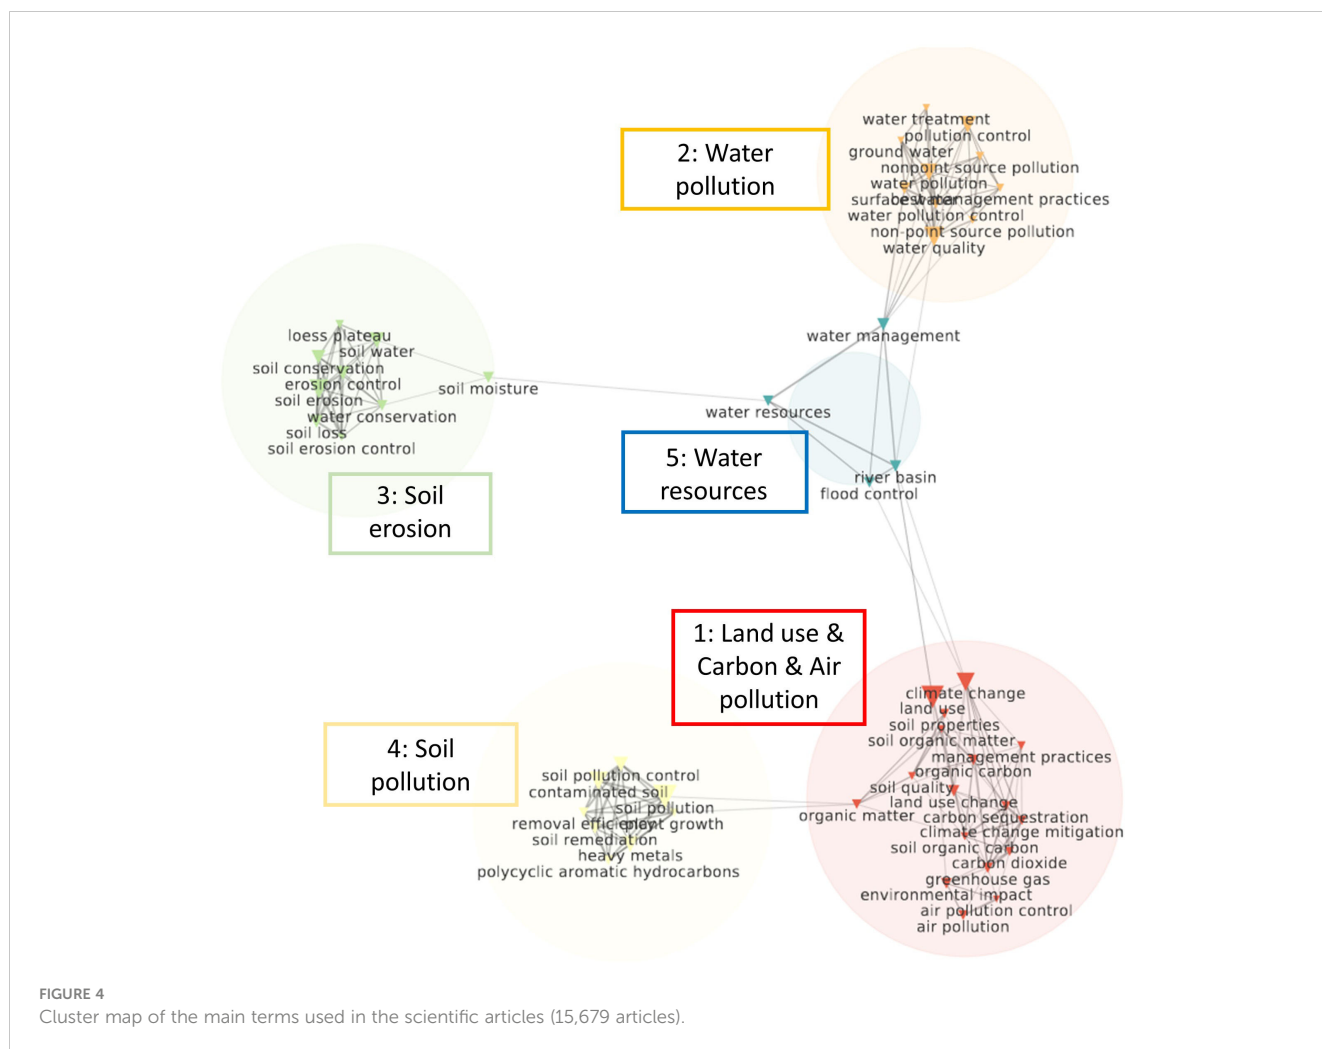 water treatment
pollution control
ground water
nonpoint source pollution
water pollution
surface water
best management practices
water pollution control
non-point source pollution
water quality
2: Water
pollution
water management
loess plateau
soil water
soil conservation
erosion control
soil erosion
water conservation
soil loss
soil erosion control
soil moisture
3: Soil
erosion
water resources
5: Water
resources
river basin
flood control
1: Land use &
Carbon & Air
pollution
climate change
land use
soil properties
soil organic matter
management practices
organic carbon
soil quality
land use change
organic matter
carbon sequestration
climate change mitigation
soil organic carbon
carbon dioxide
greenhouse gas
environmental impact
air pollution control
air pollution
4: Soil
pollution
soil pollution control
contaminated soil
soil pollution
removal efficiency
plant growth
soil remediation
heavy metals
polycyclic aromatic hydrocarbons
FIGURE 4
Cluster map of the main terms used in the scientific articles (15,679 articles).